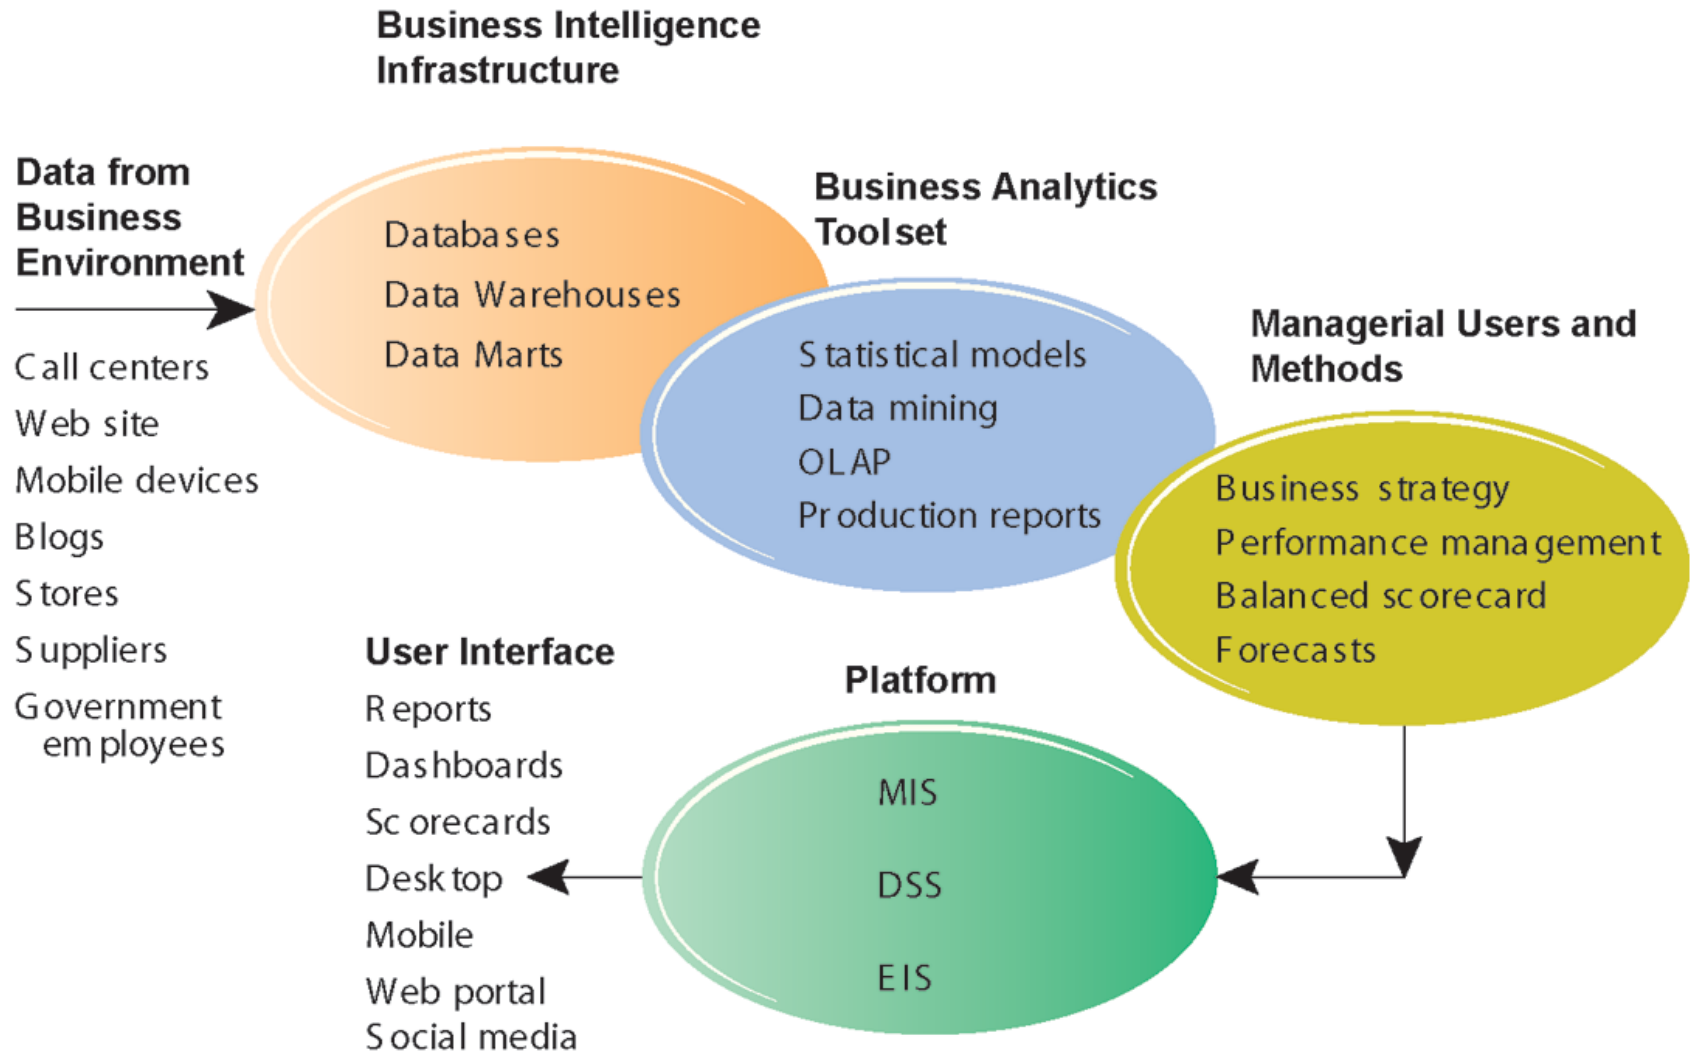 Business Intelligence
Infrastructure
Data from
Business
Environment
Call centers
Web site
Mobile devices
Blogs
Stores
Suppliers
Government
employees
Databases
Data Warehouses
Data Marts
Business Analytics
Toolset
Statistical models
Data mining
OLAP
Production reports
Managerial Users and
Methods
Business strategy
Performance management
Balanced scorecard
Forecasts
Platform
MIS
DSS
EIS
User Interface
Reports
Dashboards
Scorecards
Desktop
Mobile
Web portal
Social media